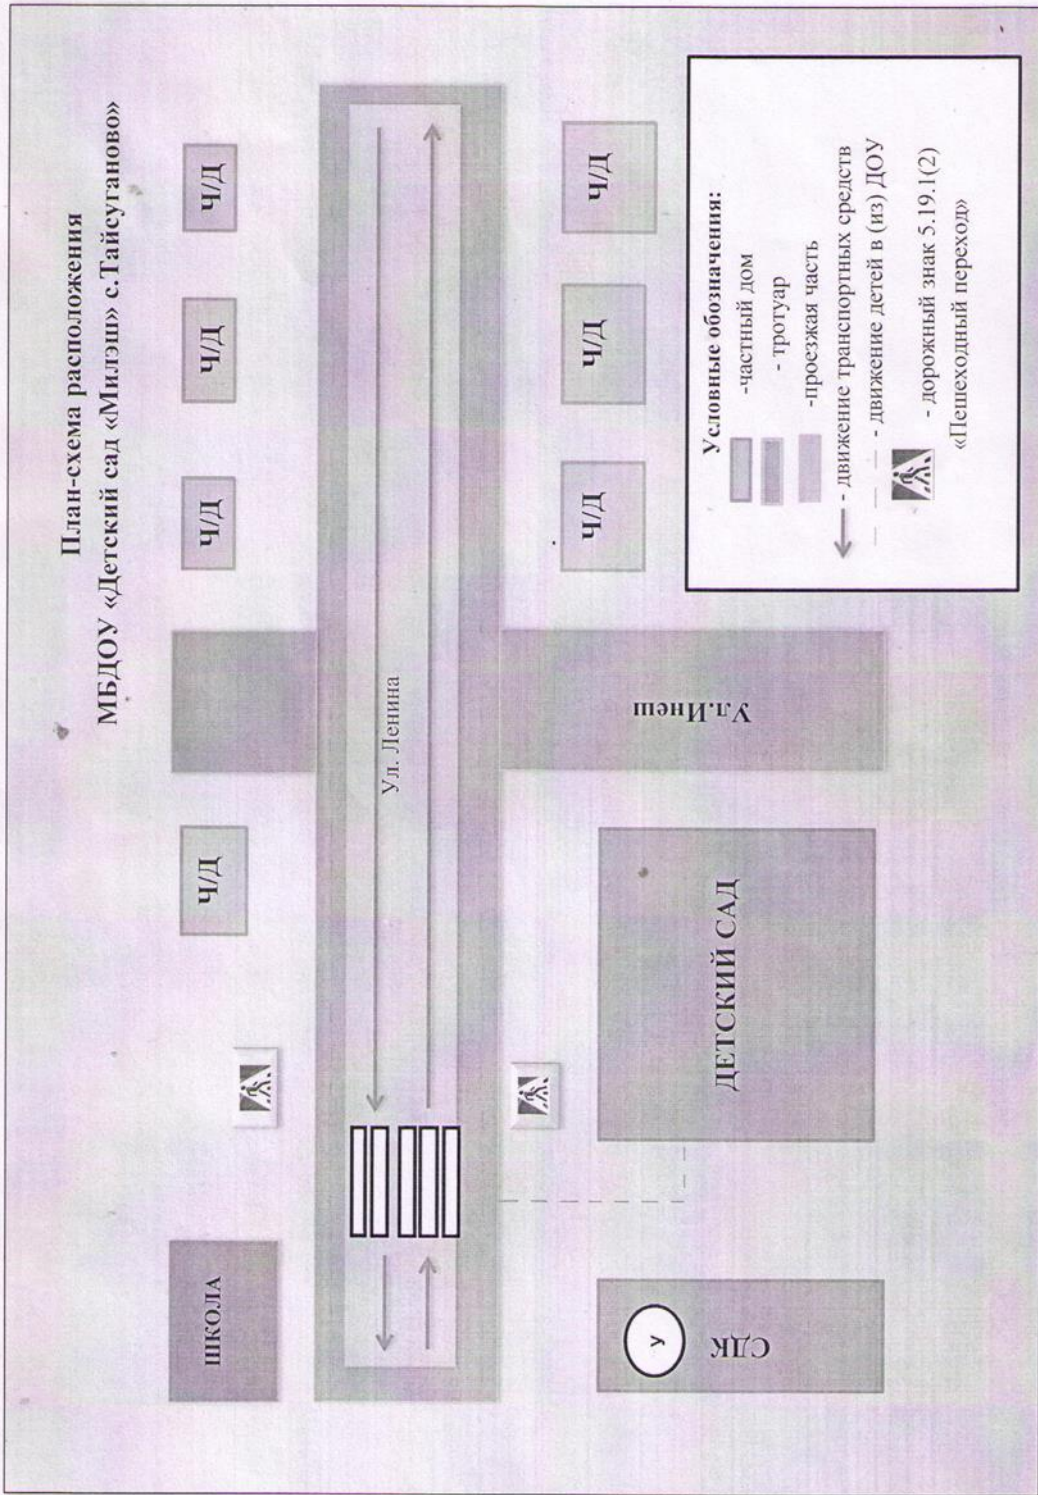 План-схема расположения
МБДОУ «Детский сад «Милэш» с.Тайсуганово»
ШКОЛА
Ч/Д
Ч/Д
Ч/Д
Ч/Д
Ул. Ленина
СДК
У
ДЕТСКИЙ САД
Ул.Инеш
Ч/Д
Ч/Д
Ч/Д
Условные обозначения:
-частный дом
- тротуар
-проезжая часть
- движение транспортных средств
- движение детей в (из) ДОУ
- дорожный знак 5.19.1(2)
«Пешеходный переход»